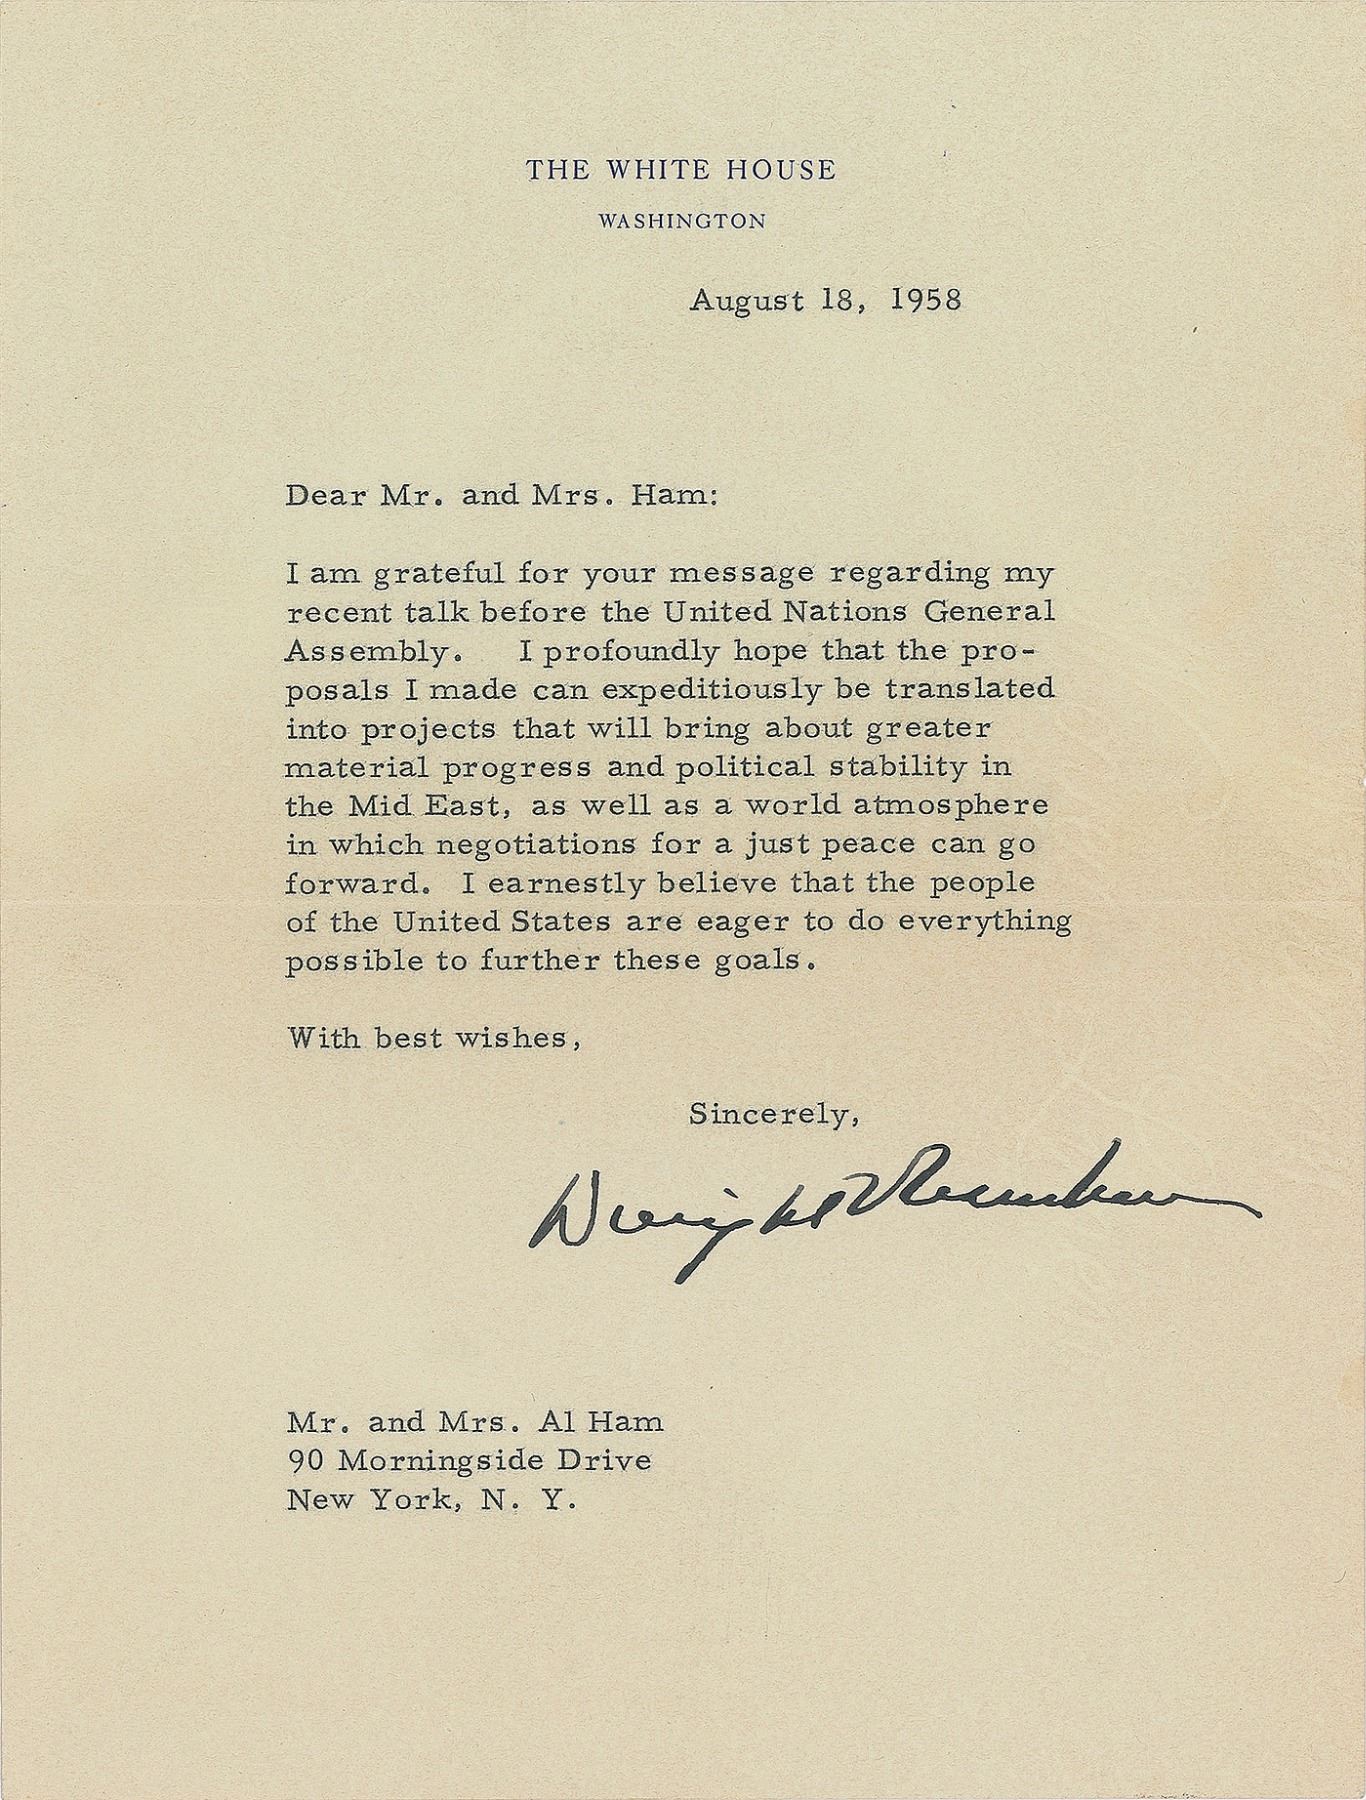 THE WHITE HOUSE
WASHINGTON
August 18, 1958
Dear Mr. and Mrs. Ham:
I am grateful for your message regarding my
recent talk before the United Nations General
Assembly. I profoundly hope that the pro-
posals I made can expeditiously be translated
into projects that will bring about greater
material progress and political stability in
the Mid East, as well as a world atmosphere
in which negotiations for a just peace can go
forward. I earnestly believe that the people
of the United States are eager to do everything
possible to further these goals.
With best wishes,
Sincerely,
Dwight D Eisenhower
Mr. and Mrs. Al Ham
90 Morningside Drive
New York, N. Y.